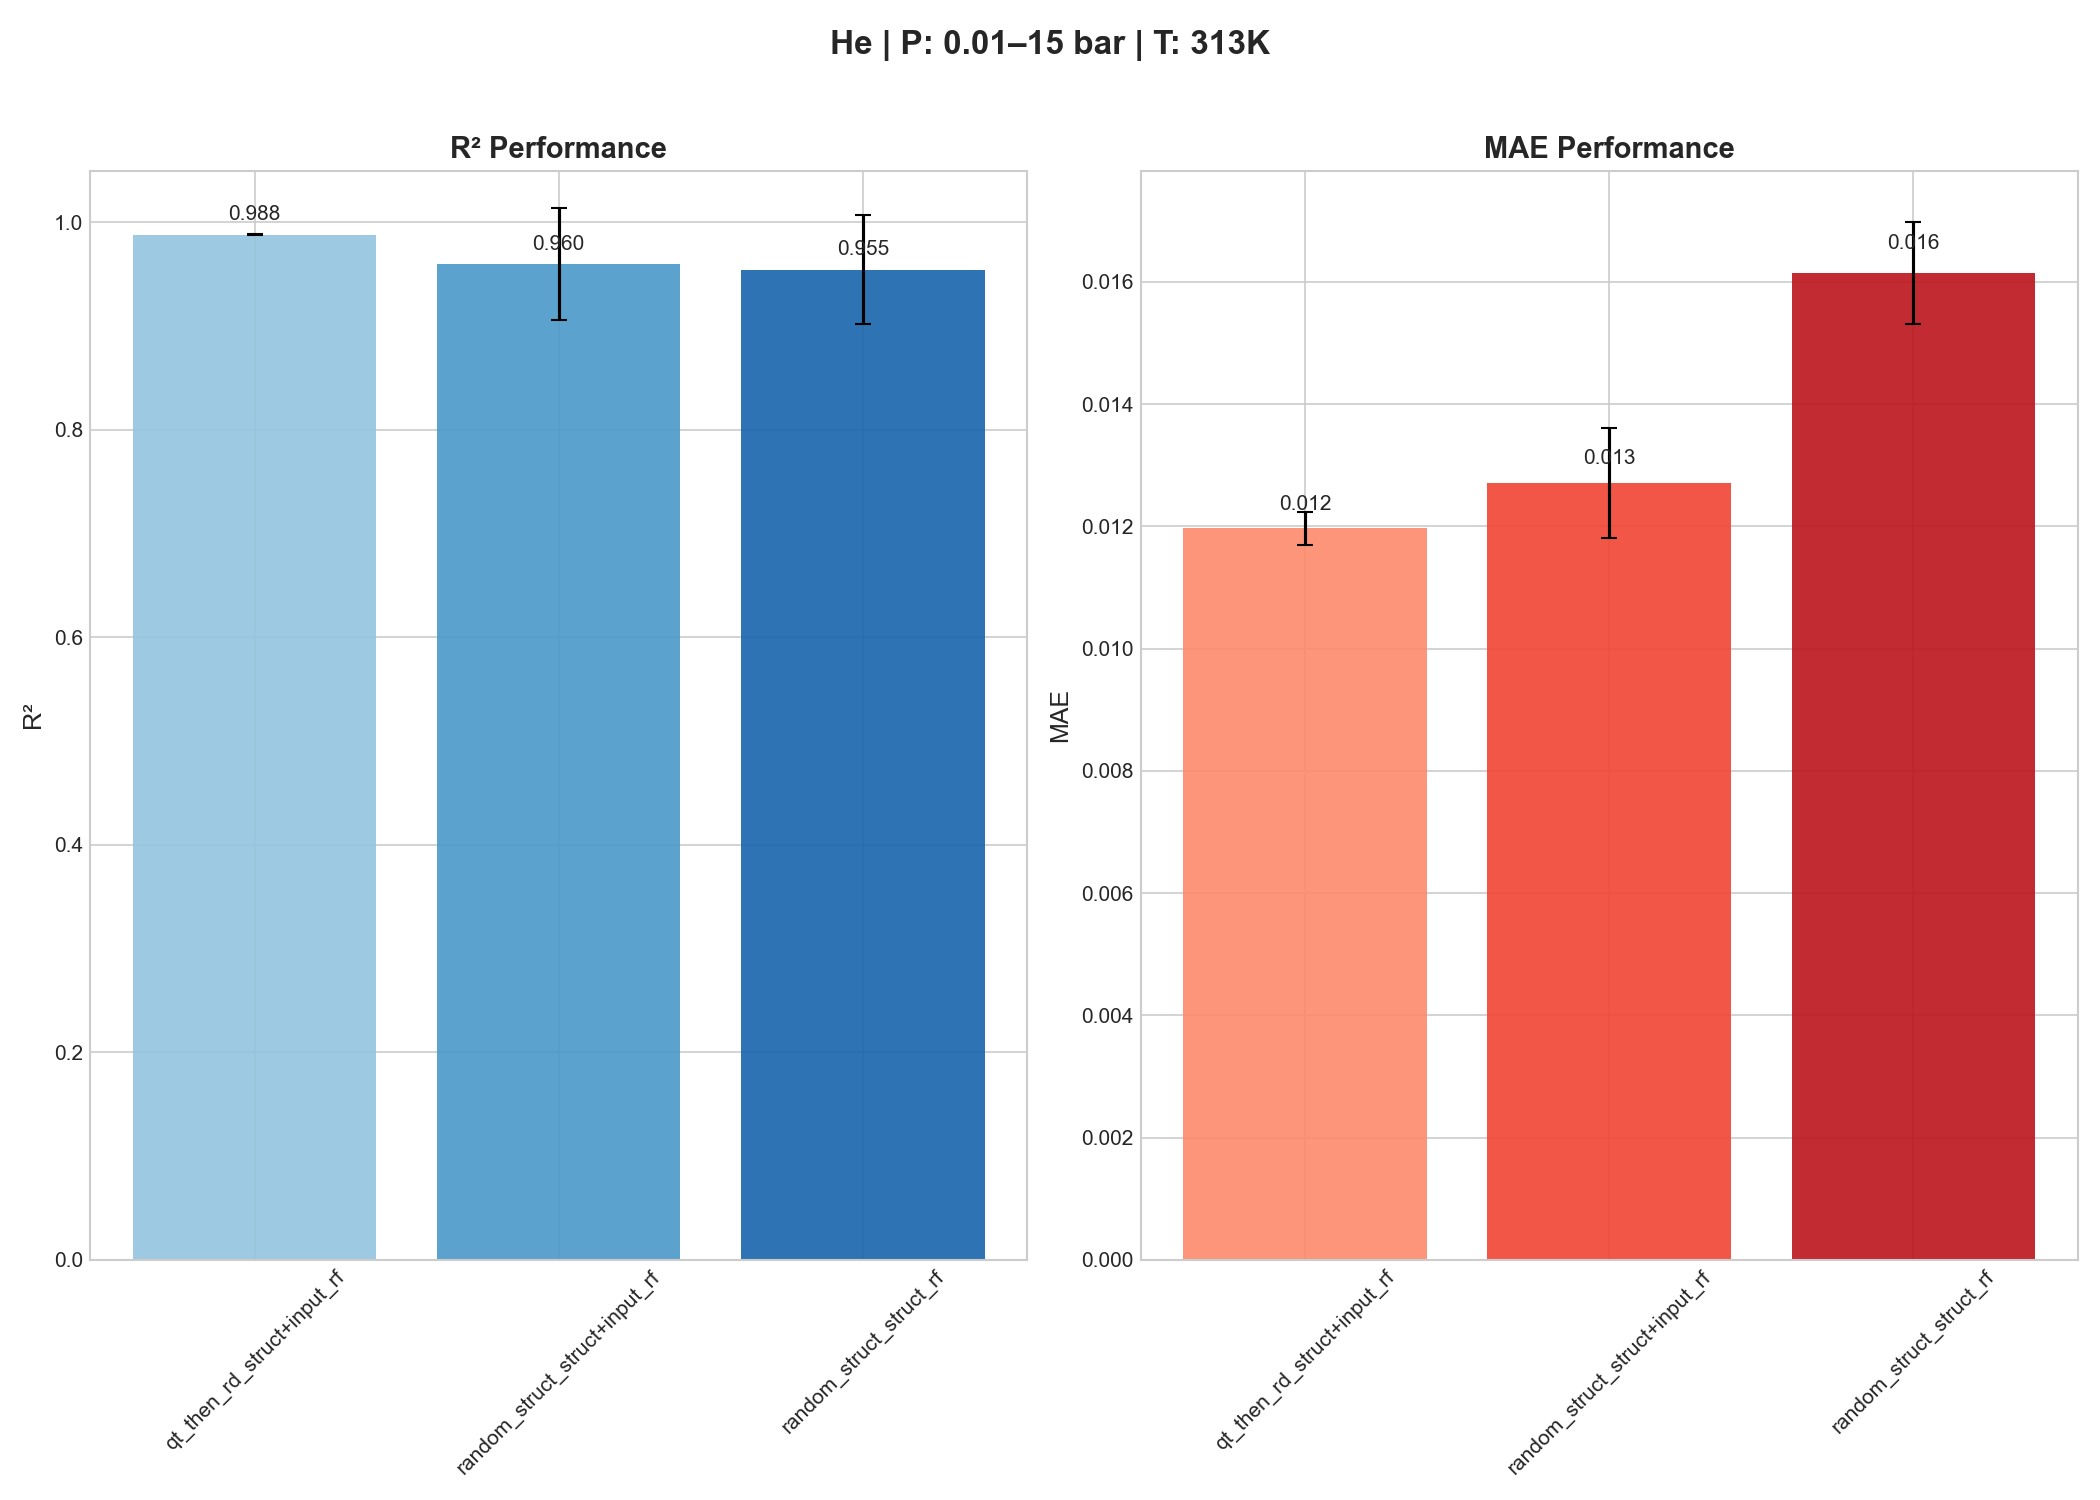 He | P: 0.01–15 bar | T: 313K
R² Performance
1.0
0.8
0.6
0.4
0.2
0.0
R²
0.988
0.960
0.955
qt_then_rd_struct+input_rf
random_struct_struct+input_rf
random_struct_struct_rf
MAE Performance
0.016
0.014
0.012
0.010
0.008
0.006
0.004
0.002
0.000
MAE
0.012
0.013
0.016
qt_then_rd_struct+input_rf
random_struct_struct+input_rf
random_struct_struct_rf